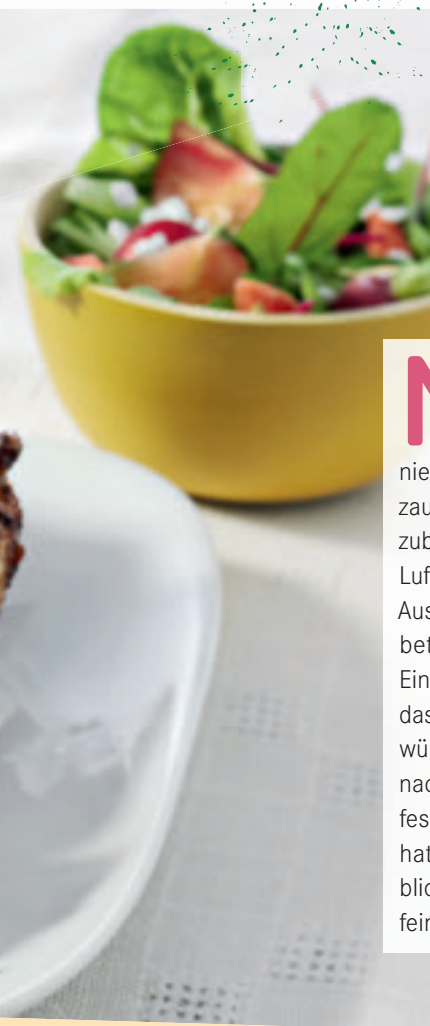 N
nie
zau
zub
Luf
Aus
bet
Ein
das
wü
nac
fes
hat
blic
fein